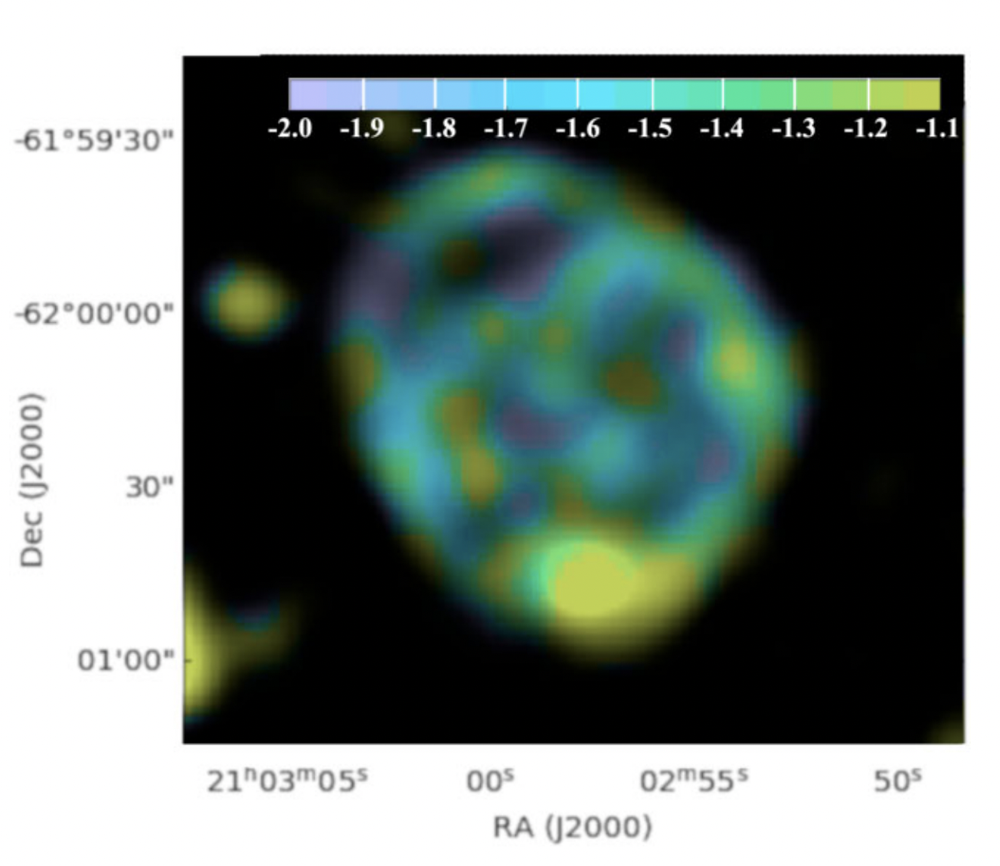 -2.0 -1.9 -1.8 -1.7 -1.6 -1.5 -1.4 -1.3 -1.2 -1.1
-61°59'30"
-62°00'00"
30"
01'00"
Dec (J2000)
21ʰ03ᵐ05ˢ 00ˢ 02ᵐ55ˢ 50ˢ
RA (J2000)